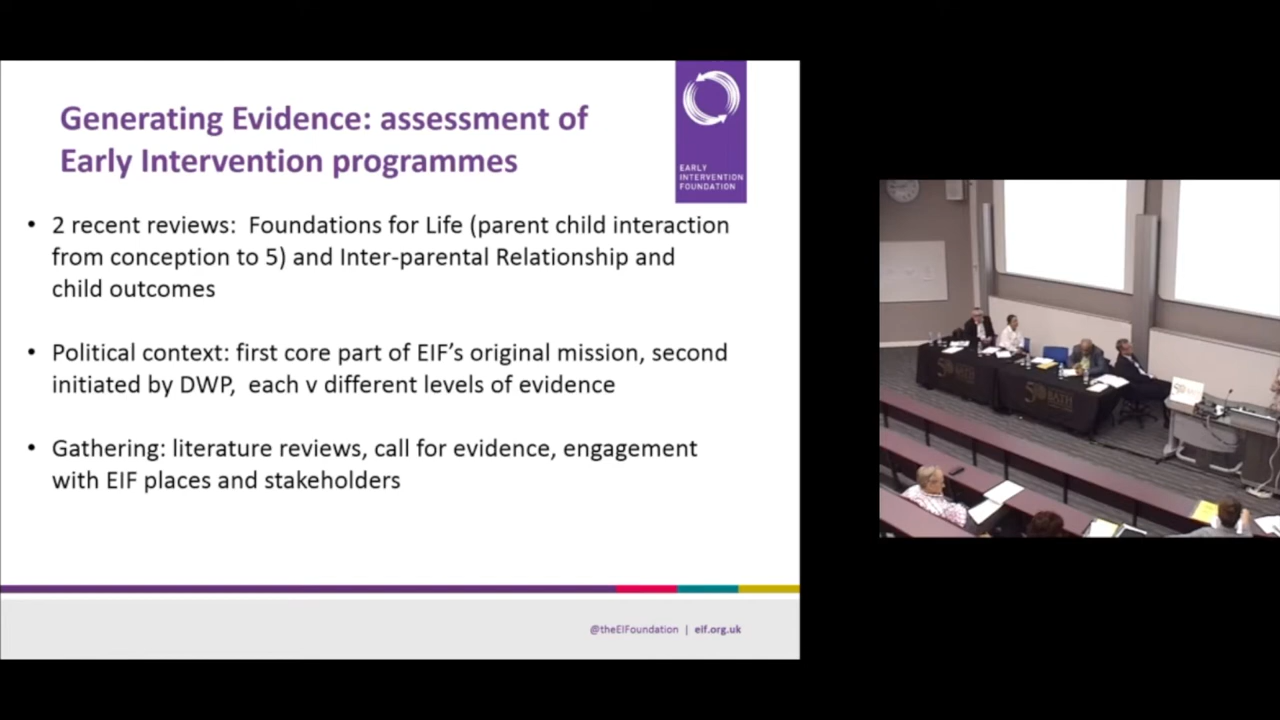 Generating Evidence: assessment of
Early Intervention programmes
EARLY
INTERVENTION
FOUNDATION
• 2 recent reviews:  Foundations for Life (parent child interaction
from conception to 5) and Inter-parental Relationship and
child outcomes
• Political context: first core part of EIF’s original mission, second
initiated by DWP,  each v different levels of evidence
• Gathering: literature reviews, call for evidence, engagement
with EIF places and stakeholders
@theEIFoundation | eif.org.uk
50 BATH